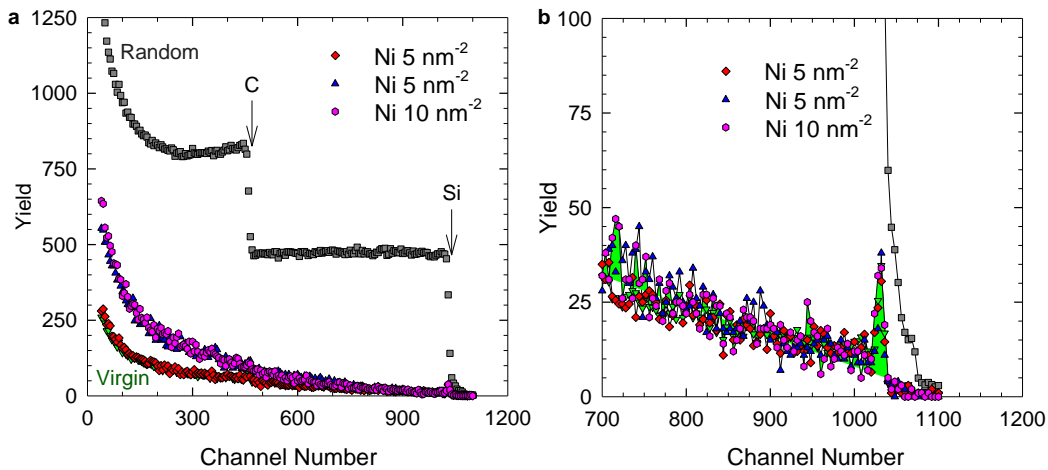 a
Random
Ni 5 nm⁻²
Ni 5 nm⁻²
Ni 10 nm⁻²
C
Si
Virgin
Yield
1250
1000
750
500
250
0
0 300 600 900 1200
Channel Number
b
Ni 5 nm⁻²
Ni 5 nm⁻²
Ni 10 nm⁻²
Yield
100
75
50
25
0
700 800 900 1000 1100 1200
Channel Number